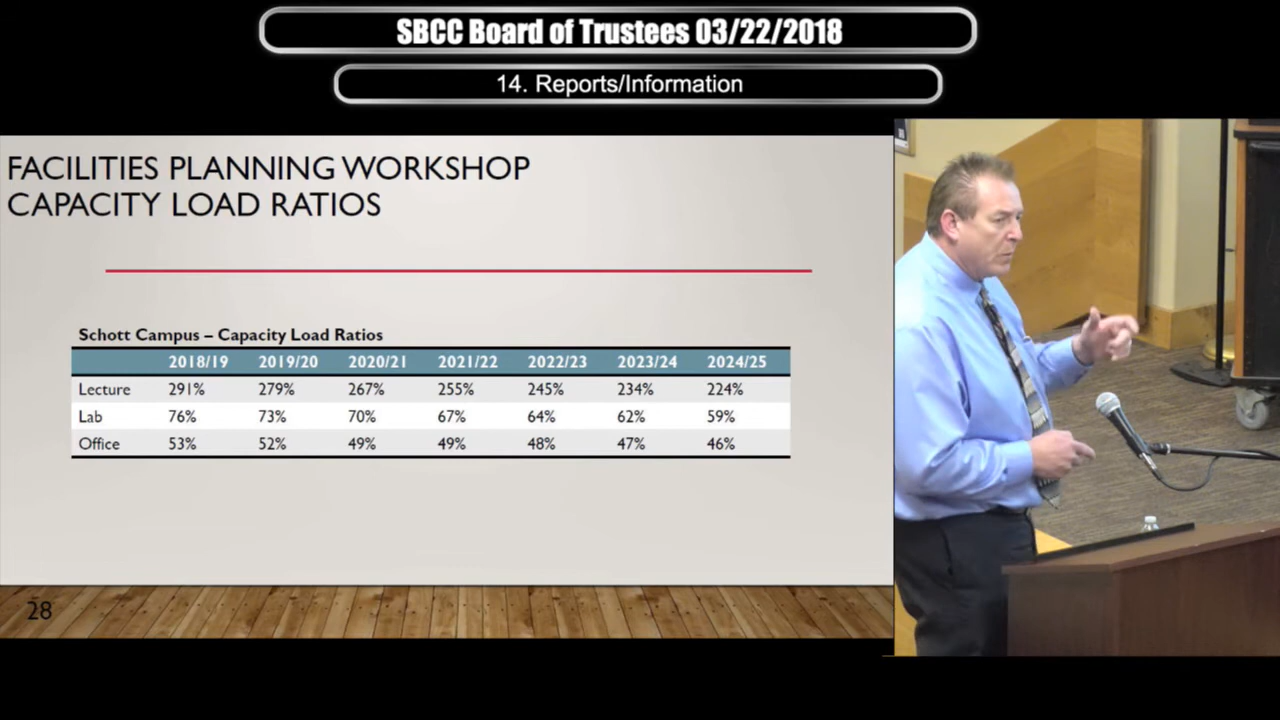 SBCC Board of Trustees 03/22/2018
14. Reports/Information
FACILITIES PLANNING WORKSHOP
CAPACITY LOAD RATIOS
Schott Campus – Capacity Load Ratios
2018/19 2019/20 2020/21 2021/22 2022/23 2023/24 2024/25
Lecture 291% 279% 267% 255% 245% 234% 224%
Lab 76% 73% 70% 67% 64% 62% 59%
Office 53% 52% 49% 49% 48% 47% 46%
28